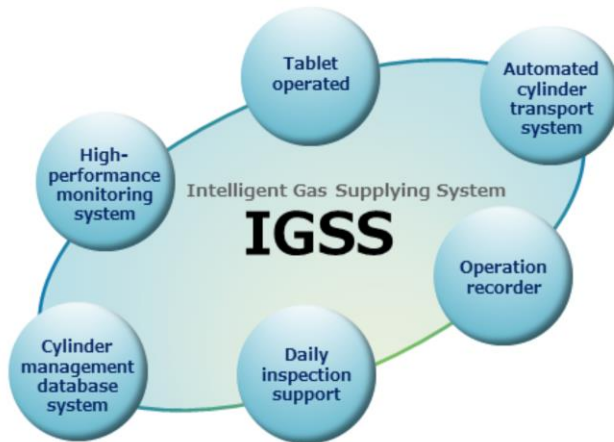 Tablet
operated
Automated
cylinder
transport
system
High-
performance
monitoring
system
Intelligent Gas Supplying System
IGSS
Operation
recorder
Cylinder
management
database
system
Daily
inspection
support